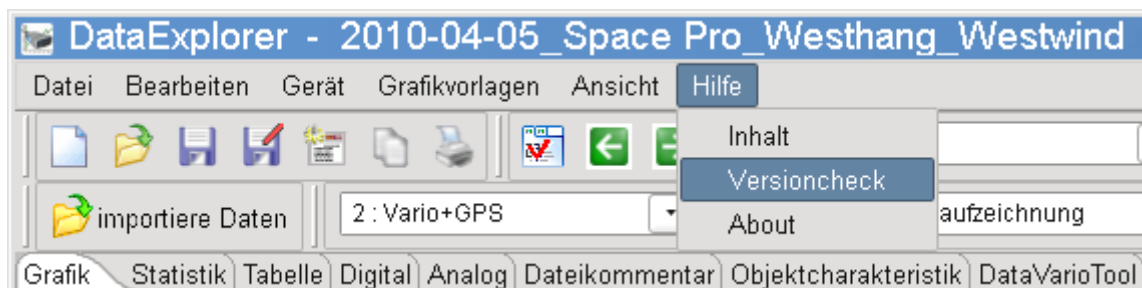 DataExplorer - 2010-04-05_Space Pro_Westhang_Westwind
Datei Bearbeiten Gerät Grafikvorlagen Ansicht Hilfe
Inhalt
Versioncheck
importiere Daten 2 : Vario+GPS About aufzeichnung
Grafik Statistik Tabelle Digital Analog Dateikommentar Objektcharakteristik DataVarioTool